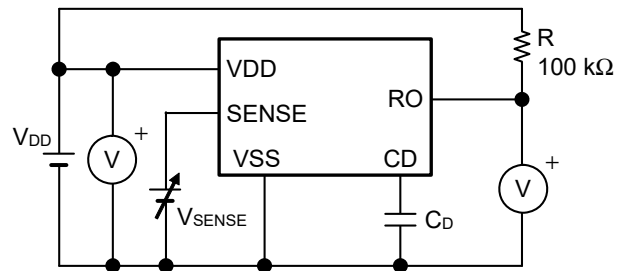 R
100 kΩ
VDD
RO
SENSE
VDD
+
V
VSS
CD
+
V
VSENSE
CD